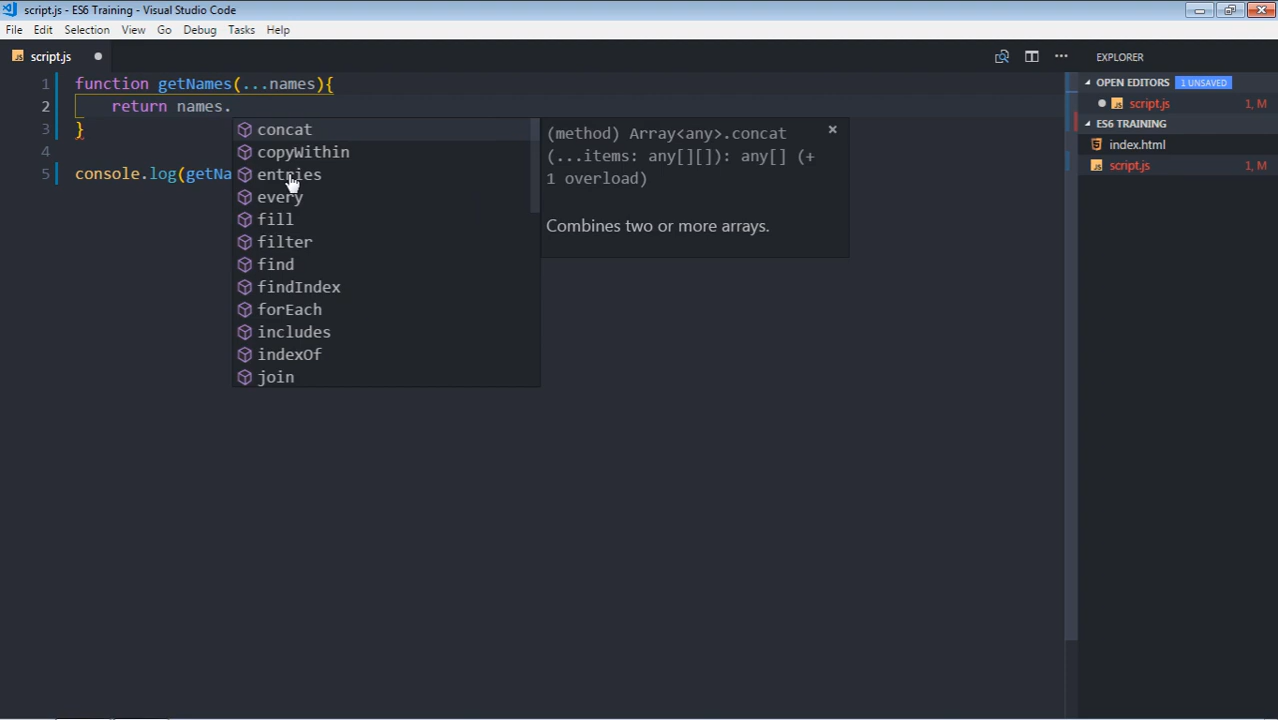 script.js - ES6 Training - Visual Studio Code
File Edit Selection View Go Debug Tasks Help
script.js
EXPLORER
OPEN EDITORS 1 UNSAVED
script.js 1, M
ES6 TRAINING
index.html
script.js 1, M
1 function getNames(...names){
2 return names.
3 }
4
5 console.log(getNa
concat
copyWithin
entries
every
fill
filter
find
findIndex
forEach
includes
indexOf
join
(method) Array<any>.concat
(...items: any[][]): any[] (+
1 overload)
Combines two or more arrays.